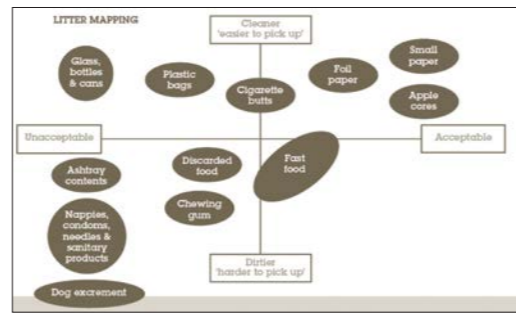 LITTER MAPPING
Cleaner
'easier to pick up'
Glass,
bottles
& cans
Plastic
bags
Cigarette
butts
Foil
paper
Small
paper
Apple
cores
Unacceptable
Acceptable
Ashtray
contents
Discarded
food
Fast
food
Chewing
gum
Nappies,
condoms,
needles &
sanitary
products
Dirtier
'harder to pick up'
Dog excrement